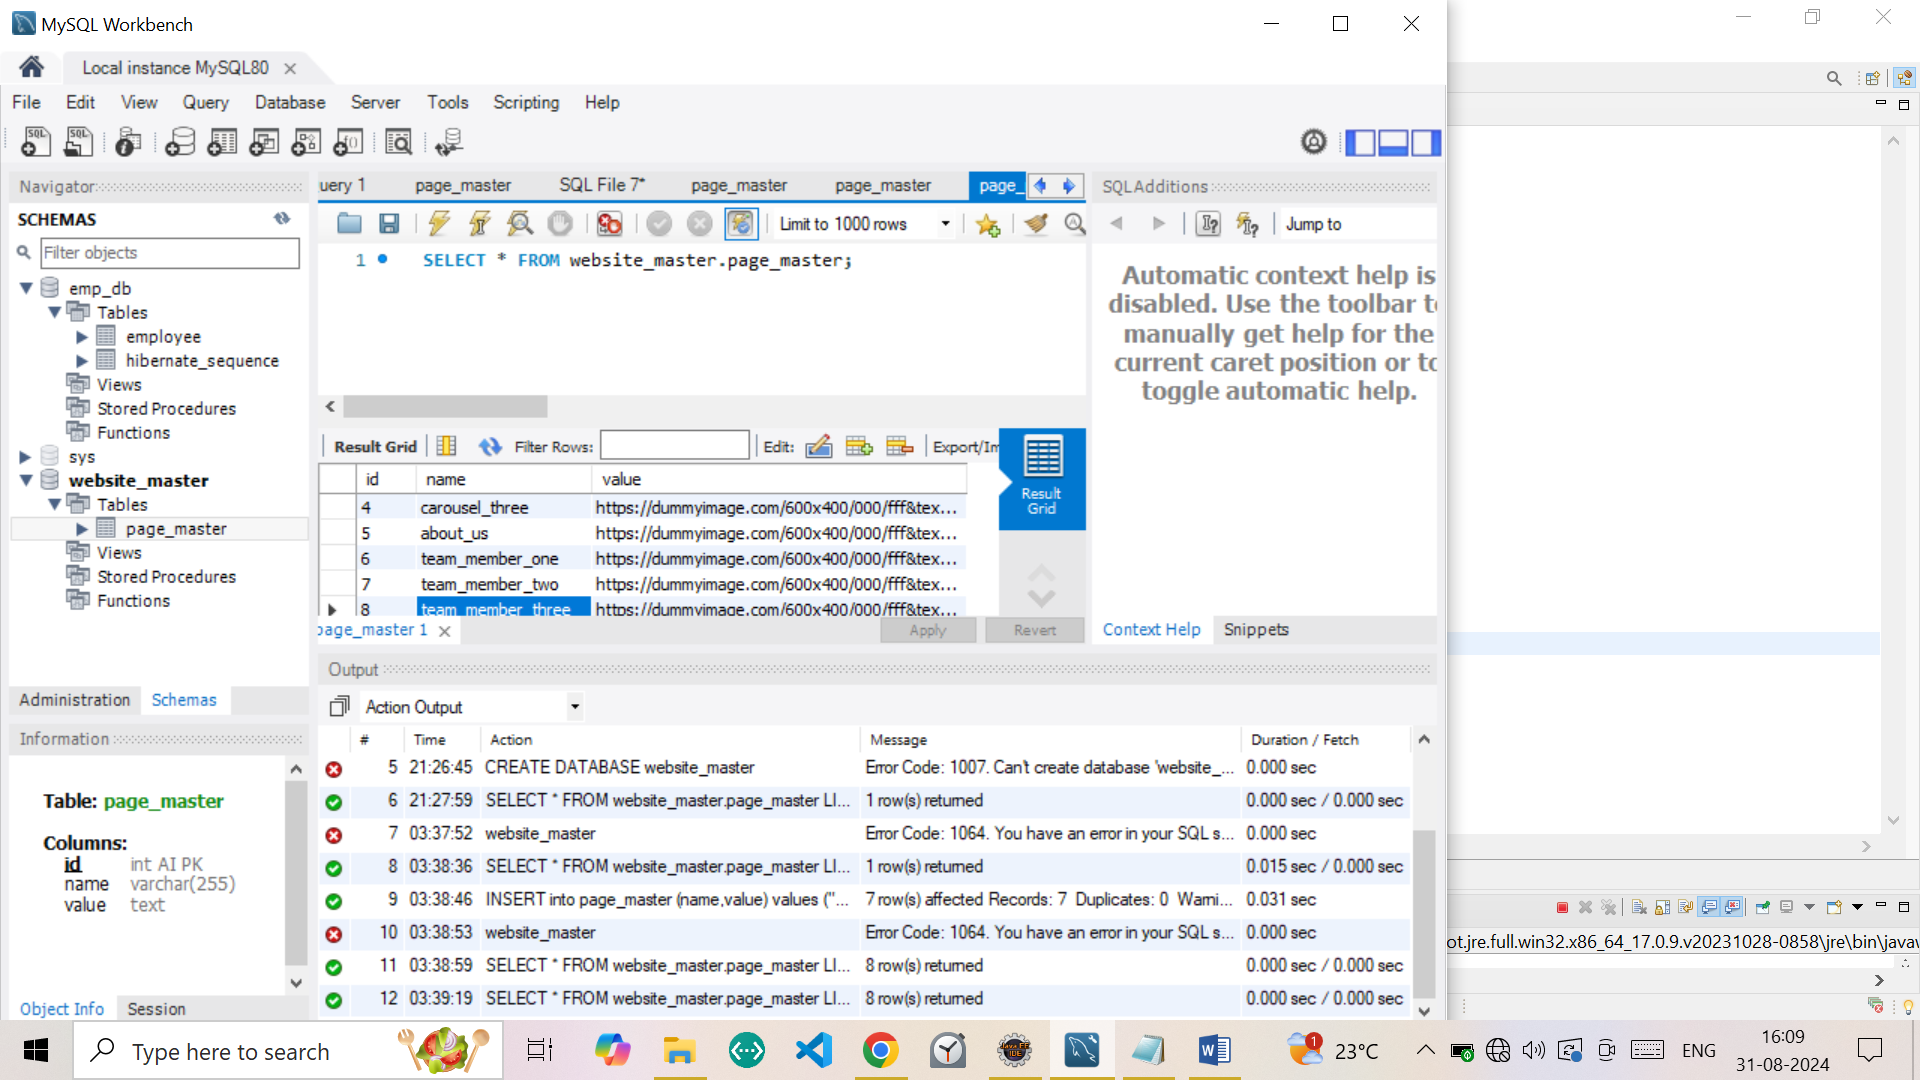 MySQL Workbench
Local instance MySQL80
File Edit View Query Database Server Tools Scripting Help
Navigator
SCHEMAS
Filter objects
emp_db
Tables
employee
hibernate_sequence
Views
Stored Procedures
Functions
sys
website_master
Tables
page_master
Views
Stored Procedures
Functions
Administration Schemas
Information
Table: page_master
Columns:
id int AI PK
name varchar(255)
value text
Object Info Session
uery 1 page_master SQL File 7* page_master page_master page_
Limit to 1000 rows
1 SELECT * FROM website_master.page_master;
Result Grid Filter Rows: Edit: Export/Im
id name value
4 carousel_three https://dummyimage.com/600x400/000/fff&tex...
5 about_us https://dummyimage.com/600x400/000/fff&tex...
6 team_member_one https://dummyimage.com/600x400/000/fff&tex...
7 team_member_two https://dummyimage.com/600x400/000/fff&tex...
8 team_member_three https://dummyimage.com/600x400/000/fff&tex...
Result
Grid
page_master 1 Apply Revert
SQLAdditions
Jump to
Automatic context help is
disabled. Use the toolbar t
manually get help for the
current caret position or to
toggle automatic help.
Context Help Snippets
Output
Action Output
# Time Action Message Duration / Fetch
5 21:26:45 CREATE DATABASE website_master Error Code: 1007. Can't create database 'website_... 0.000 sec
6 21:27:59 SELECT * FROM website_master.page_master LI... 1 row(s) returned 0.000 sec / 0.000 sec
7 03:37:52 website_master Error Code: 1064. You have an error in your SQL s... 0.000 sec
8 03:38:36 SELECT * FROM website_master.page_master LI... 1 row(s) returned 0.015 sec / 0.000 sec
9 03:38:46 INSERT into page_master (name,value) values ("... 7 row(s) affected Records: 7 Duplicates: 0 Warni... 0.031 sec
10 03:38:53 website_master Error Code: 1064. You have an error in your SQL s... 0.000 sec
11 03:38:59 SELECT * FROM website_master.page_master LI... 8 row(s) returned 0.000 sec / 0.000 sec
12 03:39:19 SELECT * FROM website_master.page_master LI... 8 row(s) returned 0.000 sec / 0.000 sec
ot.jre.full.win32.x86_64_17.0.9.v20231028-0858\jre\bin\javav
Type here to search
1
23°C
ENG
16:09
31-08-2024